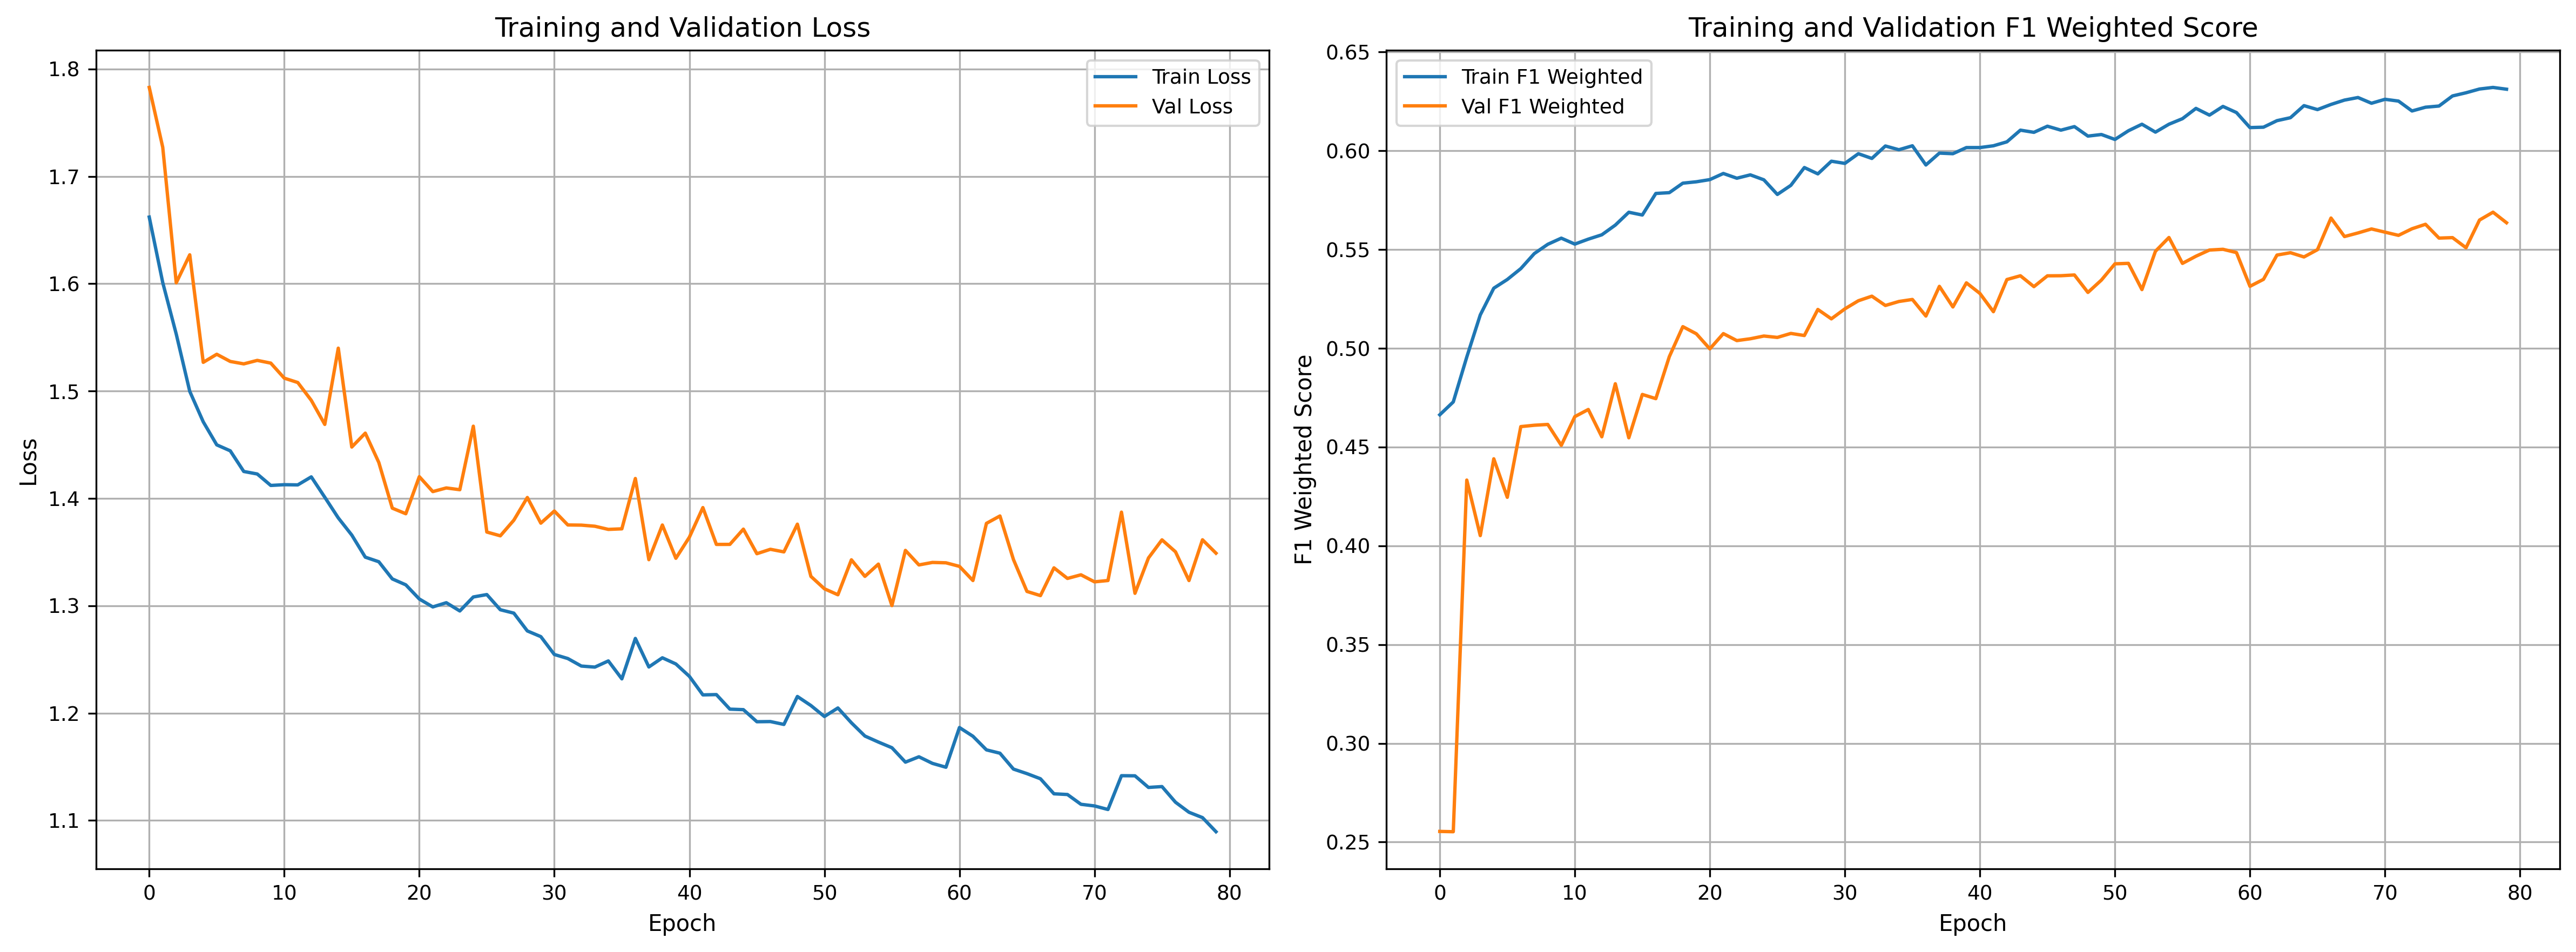 Training and Validation Loss
1.8
1.7
1.6
1.5
1.4
1.3
1.2
1.1
Loss
Train Loss
Val Loss
0 10 20 30 40 50 60 70 80
Epoch
Training and Validation F1 Weighted Score
0.65
0.60
0.55
0.50
0.45
0.40
0.35
0.30
0.25
F1 Weighted Score
Train F1 Weighted
Val F1 Weighted
0 10 20 30 40 50 60 70 80
Epoch